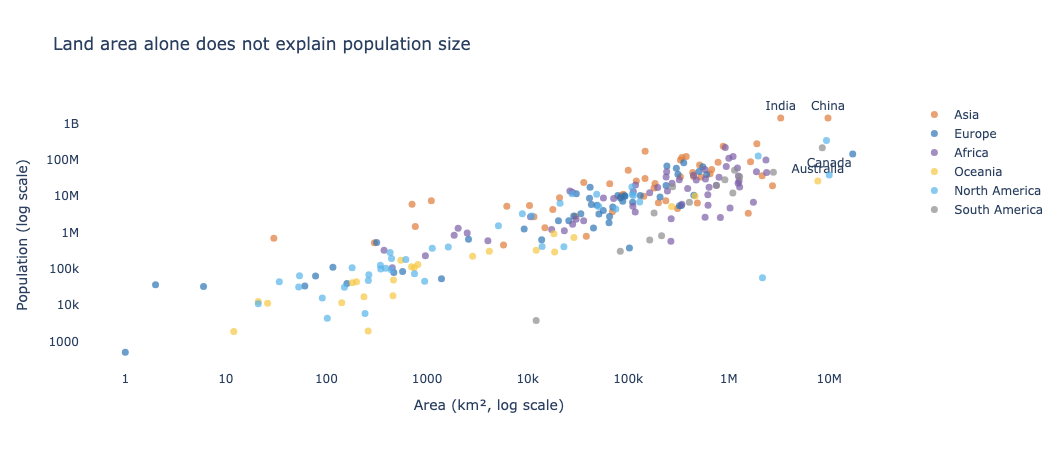 Land area alone does not explain population size
India
China
Canada
Australia
1B
100M
10M
1M
100k
10k
1000
Population (log scale)
1
10
100
1000
10k
100k
1M
10M
Area (km², log scale)
Asia
Europe
Africa
Oceania
North America
South America